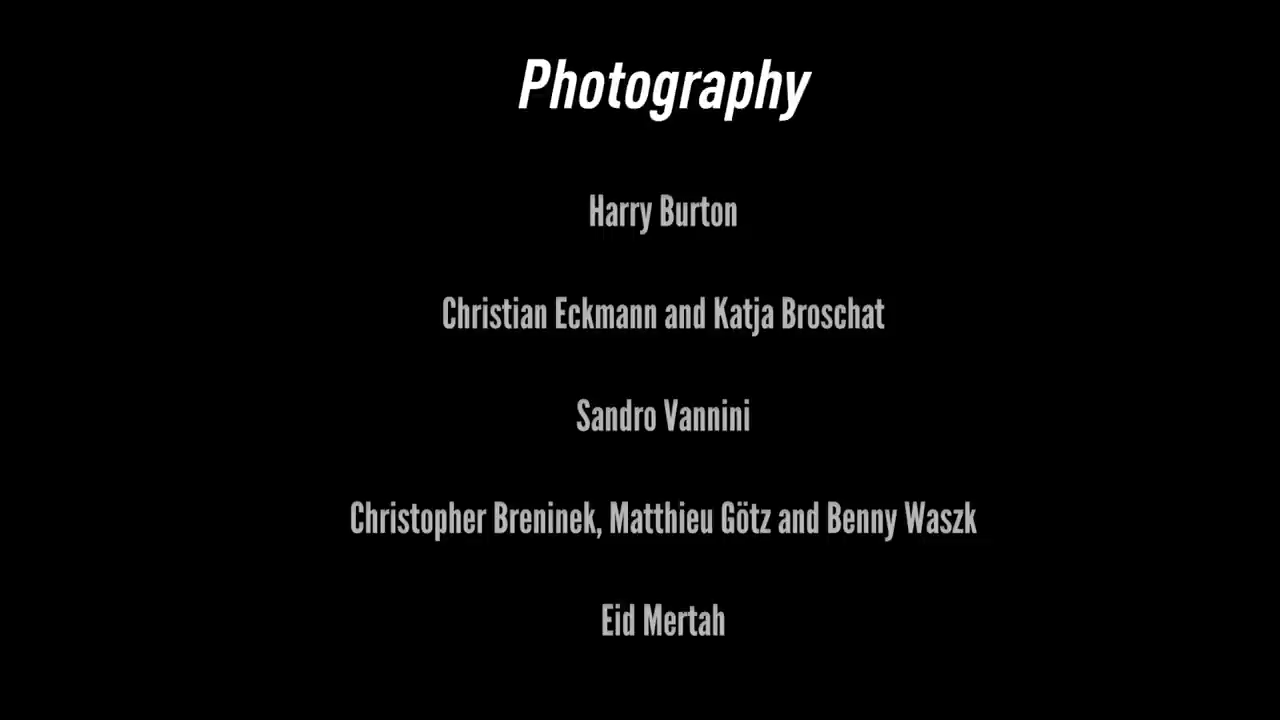 Photography
Harry Burton
Christian Eckmann and Katja Broschat
Sandro Vannini
Christopher Breninek, Matthieu Götz and Benny Waszk
Eid Mertah